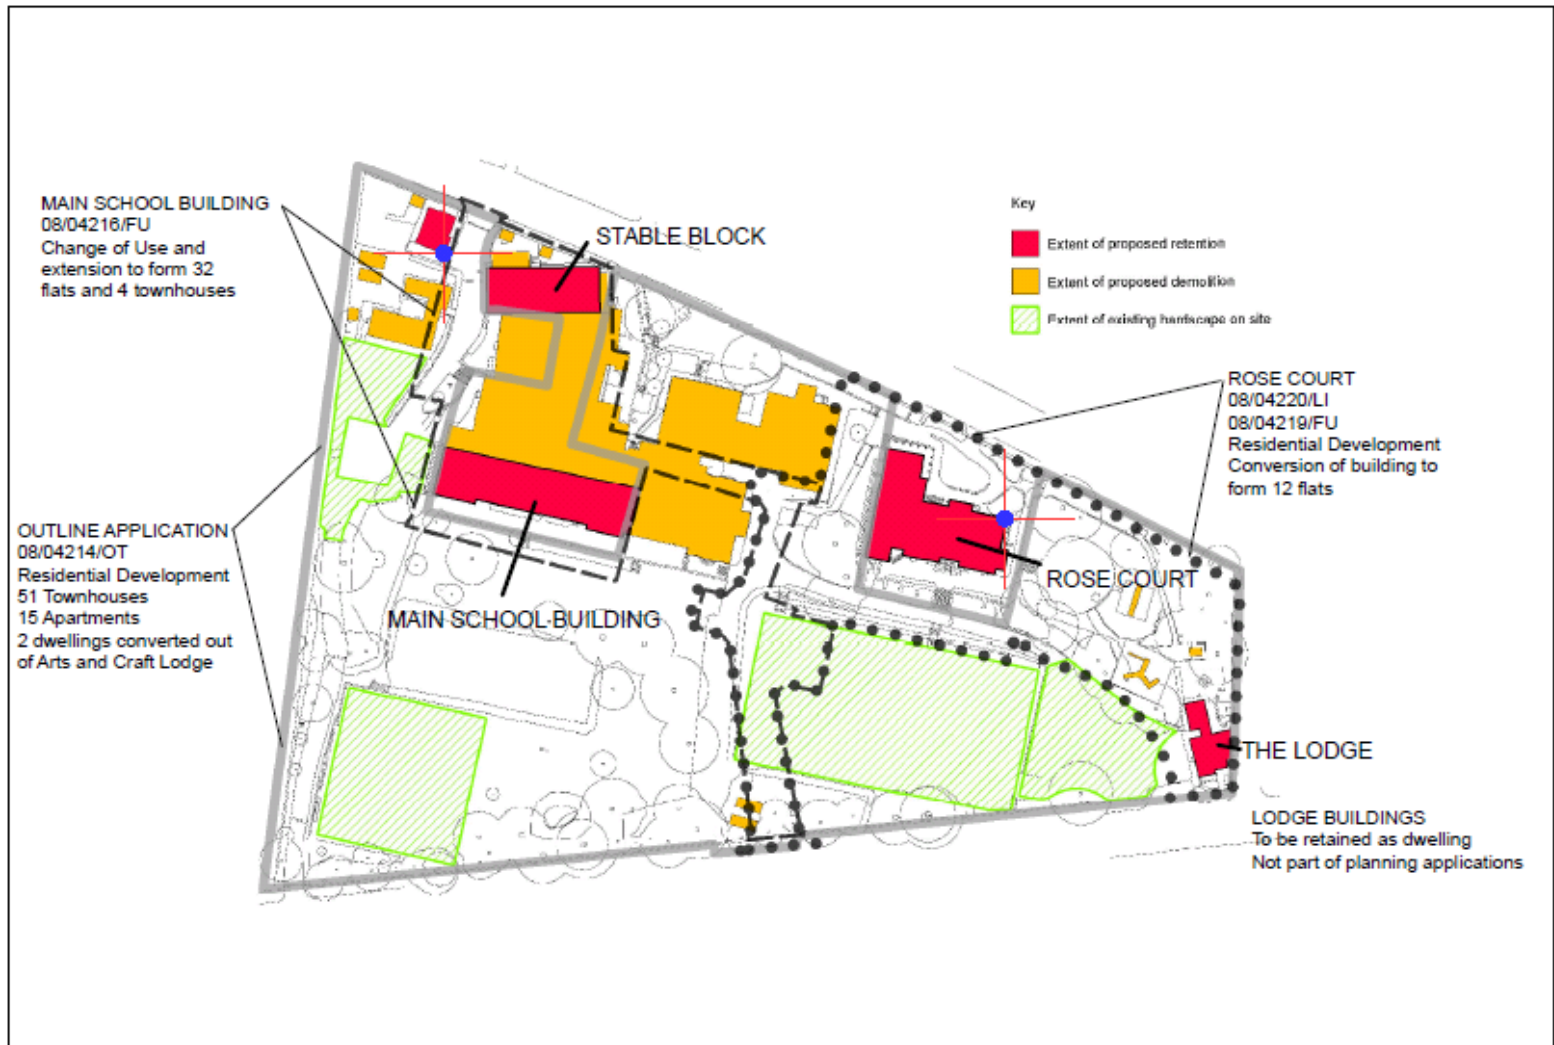 MAIN SCHOOL BUILDING
08/04216/FU
Change of Use and
extension to form 32
flats and 4 townhouses
STABLE BLOCK
Key
Extent of proposed retention
Extent of proposed demolition
Extent of existing hardscape on site
ROSE COURT
08/04220/LI
08/04219/FU
Residential Development
Conversion of building to
form 12 flats
OUTLINE APPLICATION
08/04214/OT
Residential Development
51 Townhouses
15 Apartments
2 dwellings converted out
of Arts and Craft Lodge
MAIN SCHOOL BUILDING
ROSE COURT
THE LODGE
LODGE BUILDINGS
To be retained as dwelling
Not part of planning applications